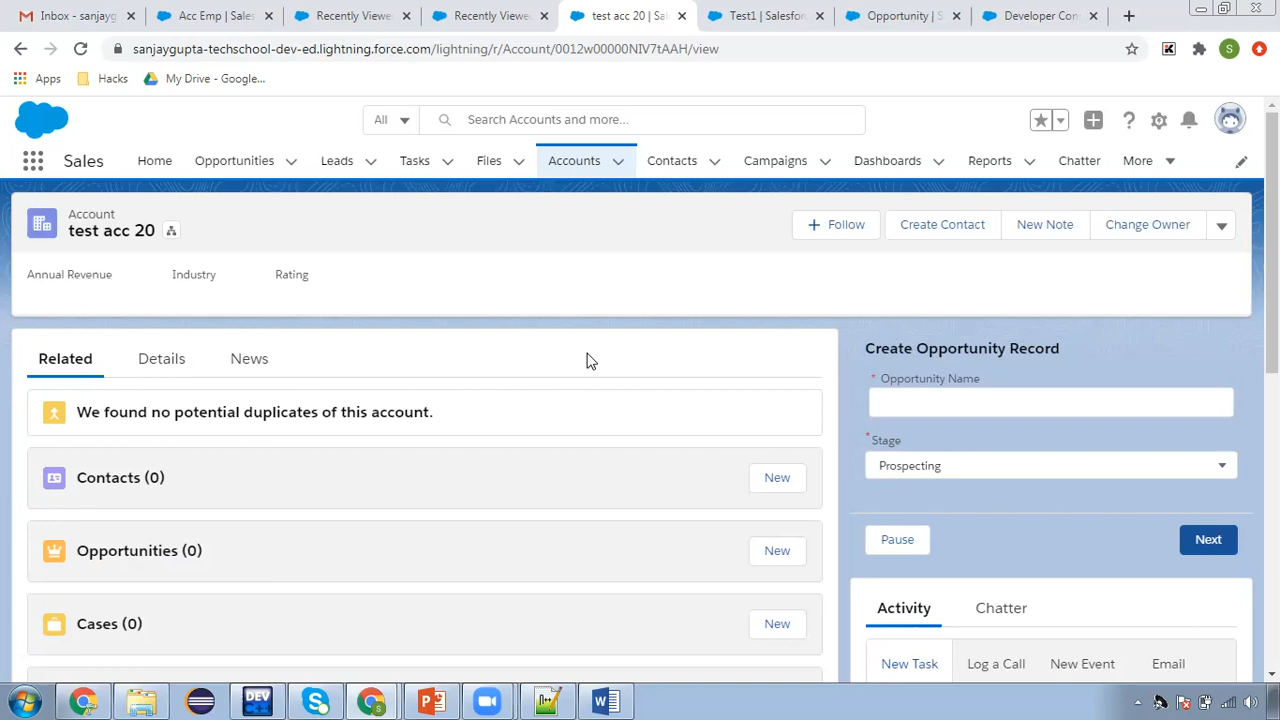 Inbox - sanjayg
Acc Emp | Sales
Recently Viewe
Recently Viewe
test acc 20 | Sal
Test1 | Salesfor
Opportunity | S
Developer Con
sanjaygupta-techschool-dev-ed.lightning.force.com/lightning/r/Account/0012w00000NIV7tAAH/view
S
Apps
Hacks
My Drive - Google...
All
Search Accounts and more...
Sales
Home
Opportunities
Leads
Tasks
Files
Accounts
Contacts
Campaigns
Dashboards
Reports
Chatter
More
Account
test acc 20
+ Follow
Create Contact
New Note
Change Owner
Annual Revenue
Industry
Rating
Related
Details
News
We found no potential duplicates of this account.
Contacts (0)
New
Opportunities (0)
New
Cases (0)
New
Create Opportunity Record
* Opportunity Name
* Stage
Prospecting
Pause
Next
Activity
Chatter
New Task
Log a Call
New Event
Email
DEV